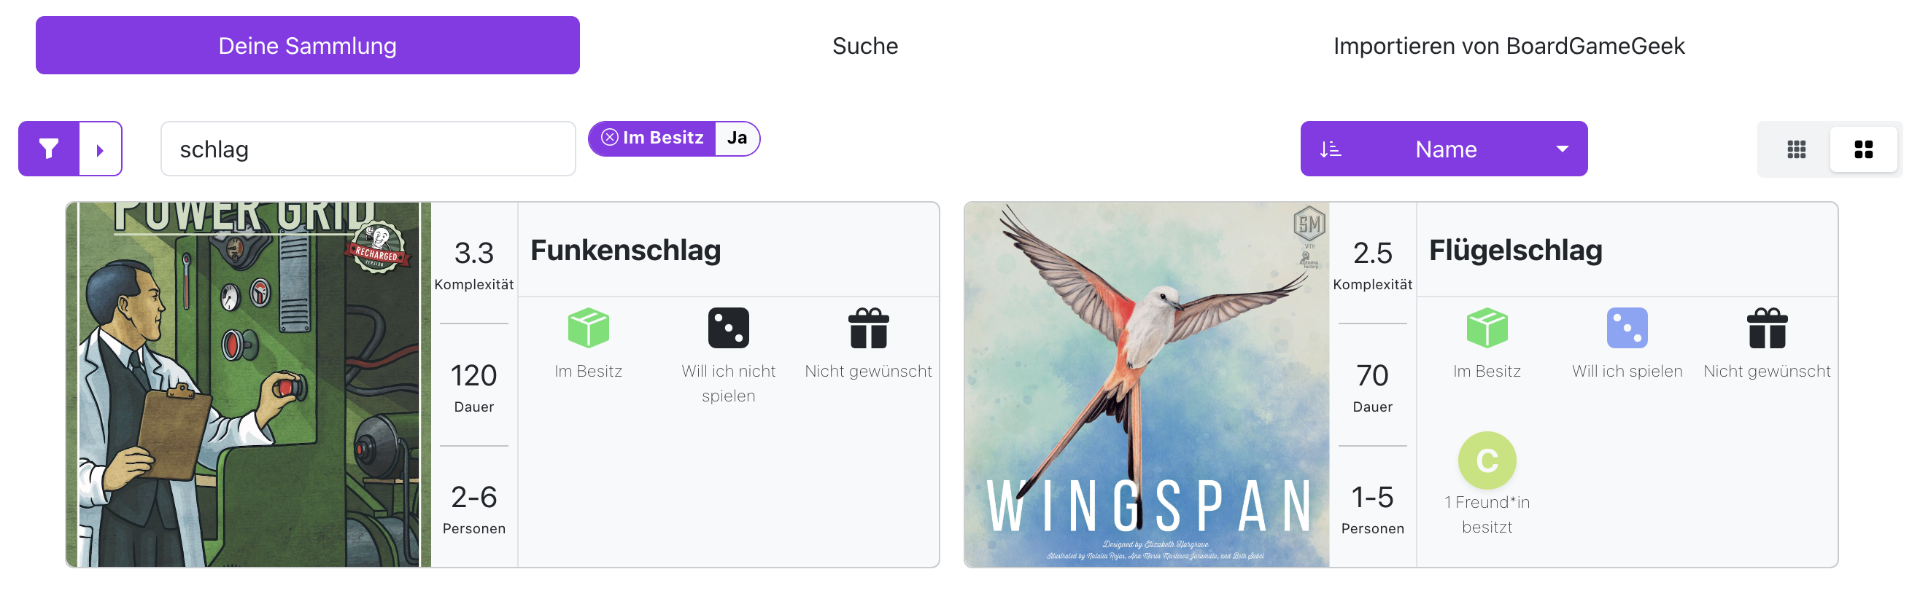 Deine Sammlung
Suche
Importieren von BoardGameGeek
schlag
Im Besitz Ja
Name
POWER GRID
RECHARGED
VERSION
3.3
Komplexität
120
Dauer
2-6
Personen
Funkenschlag
Im Besitz
Will ich nicht
spielen
Nicht gewünscht
SM
WINGSPAN
Designed by Elizabeth Hargrave
Illustrated by Natalia Rojas, Ana Maria Martinez Jaramillo, and Beth Sobel
2.5
Komplexität
70
Dauer
1-5
Personen
Flügelschlag
Im Besitz
Will ich spielen
Nicht gewünscht
C
1 Freund*in
besitzt